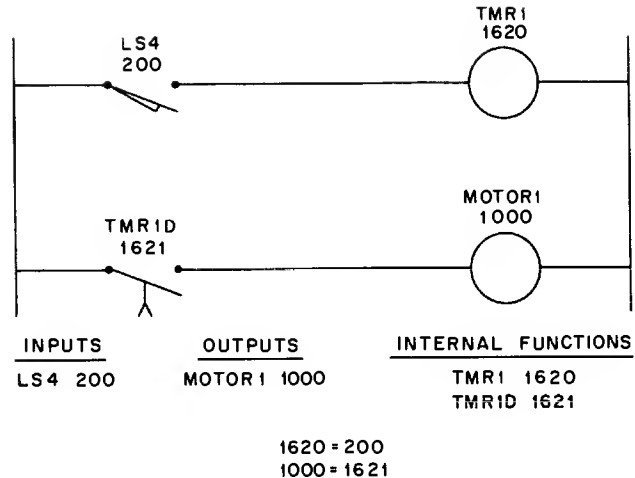 TMR1
1620
LS4
200
MOTOR1
1000
TMR1D
1621
INPUTS OUTPUTS INTERNAL FUNCTIONS
LS4 200 MOTOR1 1000 TMR1 1620
TMR1D 1621
1620 = 200
1000 = 1621